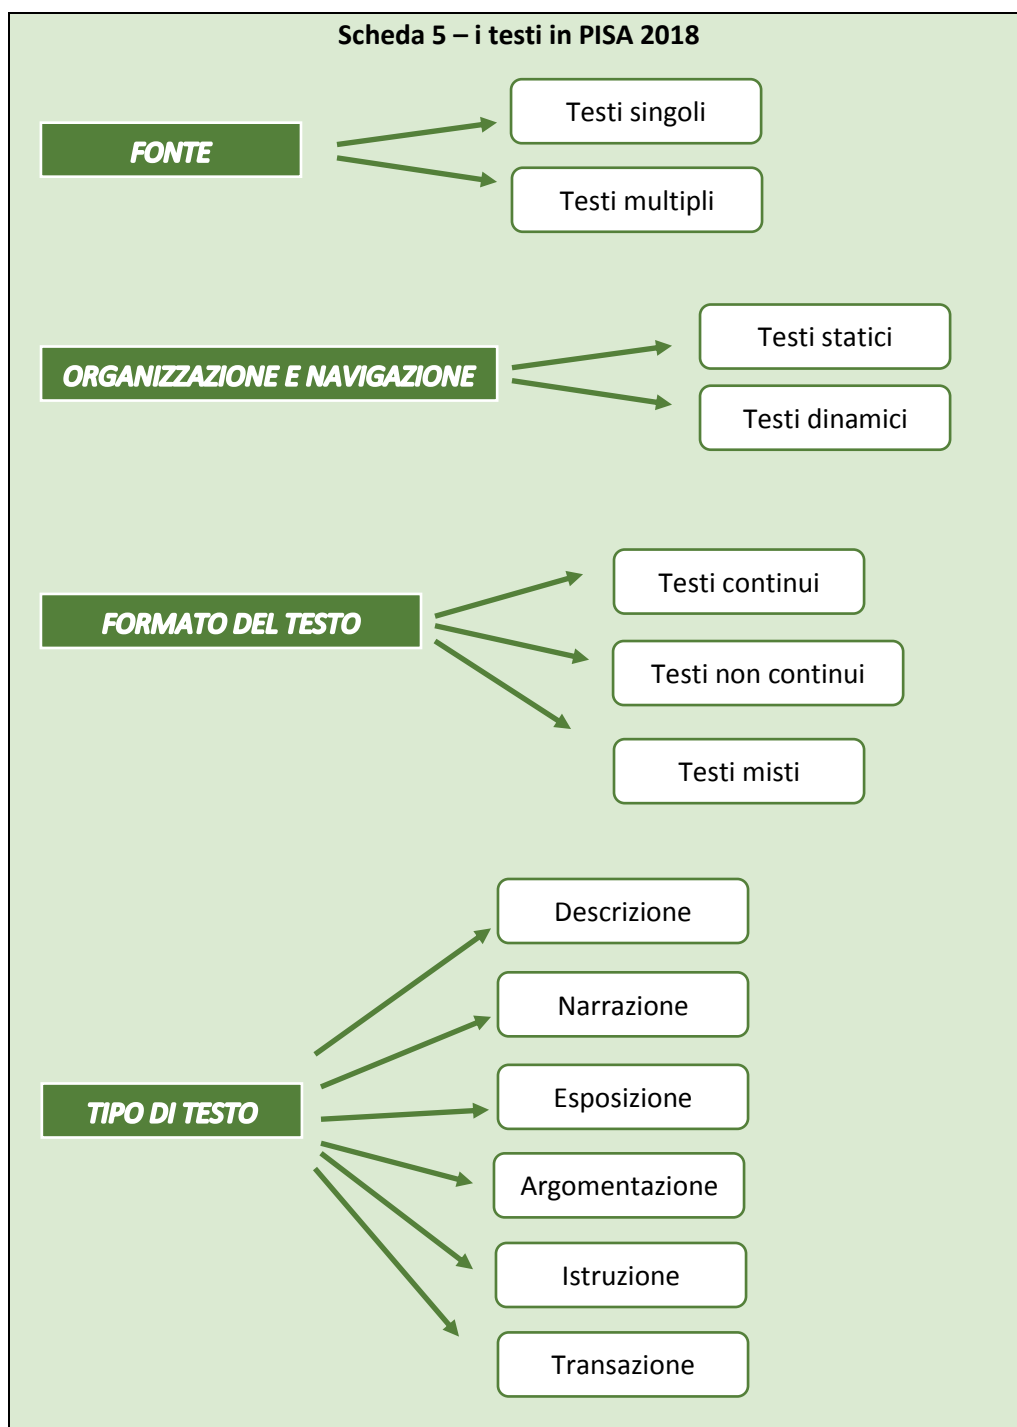 Scheda 5 – i testi in PISA 2018
FONTE
Testi singoli
Testi multipli
ORGANIZZAZIONE E NAVIGAZIONE
Testi statici
Testi dinamici
FORMATO DEL TESTO
Testi continui
Testi non continui
Testi misti
TIPO DI TESTO
Descrizione
Narrazione
Esposizione
Argomentazione
Istruzione
Transazione